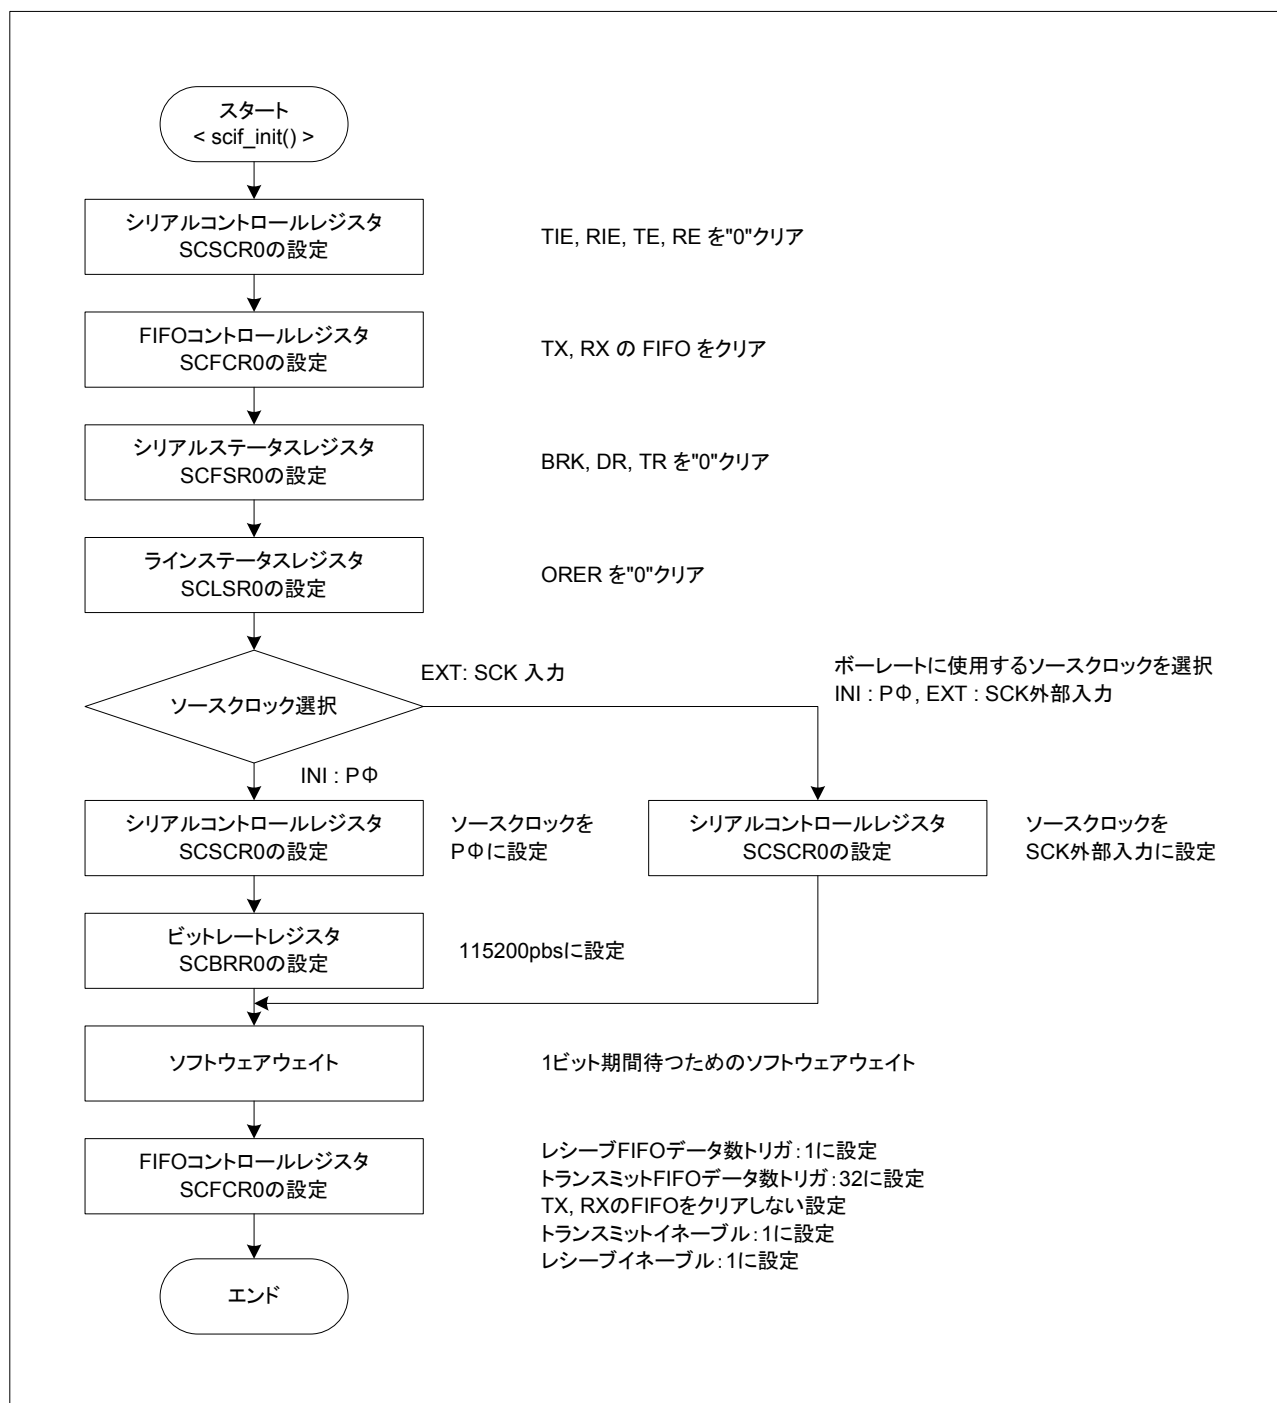 スタート
< scif_init() >
シリアルコントロールレジスタ
SCSCR0の設定
TIE, RIE, TE, RE を"0"クリア
FIFOコントロールレジスタ
SCFCR0の設定
TX, RX の FIFO をクリア
シリアルステータスレジスタ
SCFSR0の設定
BRK, DR, TR を"0"クリア
ラインステータスレジスタ
SCLSR0の設定
ORER を"0"クリア
ソースクロック選択
EXT: SCK 入力
ボーレートに使用するソースクロックを選択
INI : PΦ, EXT : SCK外部入力
INI : PΦ
シリアルコントロールレジスタ
SCSCR0の設定
ソースクロックを
PΦに設定
シリアルコントロールレジスタ
SCSCR0の設定
ソースクロックを
SCK外部入力に設定
ビットレートレジスタ
SCBRR0の設定
115200pbsに設定
ソフトウェアウェイト
1ビット期間待つためのソフトウェアウェイト
FIFOコントロールレジスタ
SCFCR0の設定
レシーブFIFOデータ数トリガ：1に設定
トランスミットFIFOデータ数トリガ：32に設定
TX, RXのFIFOをクリアしない設定
トランスミットイネーブル：1に設定
レシーブイネーブル：1に設定
エンド